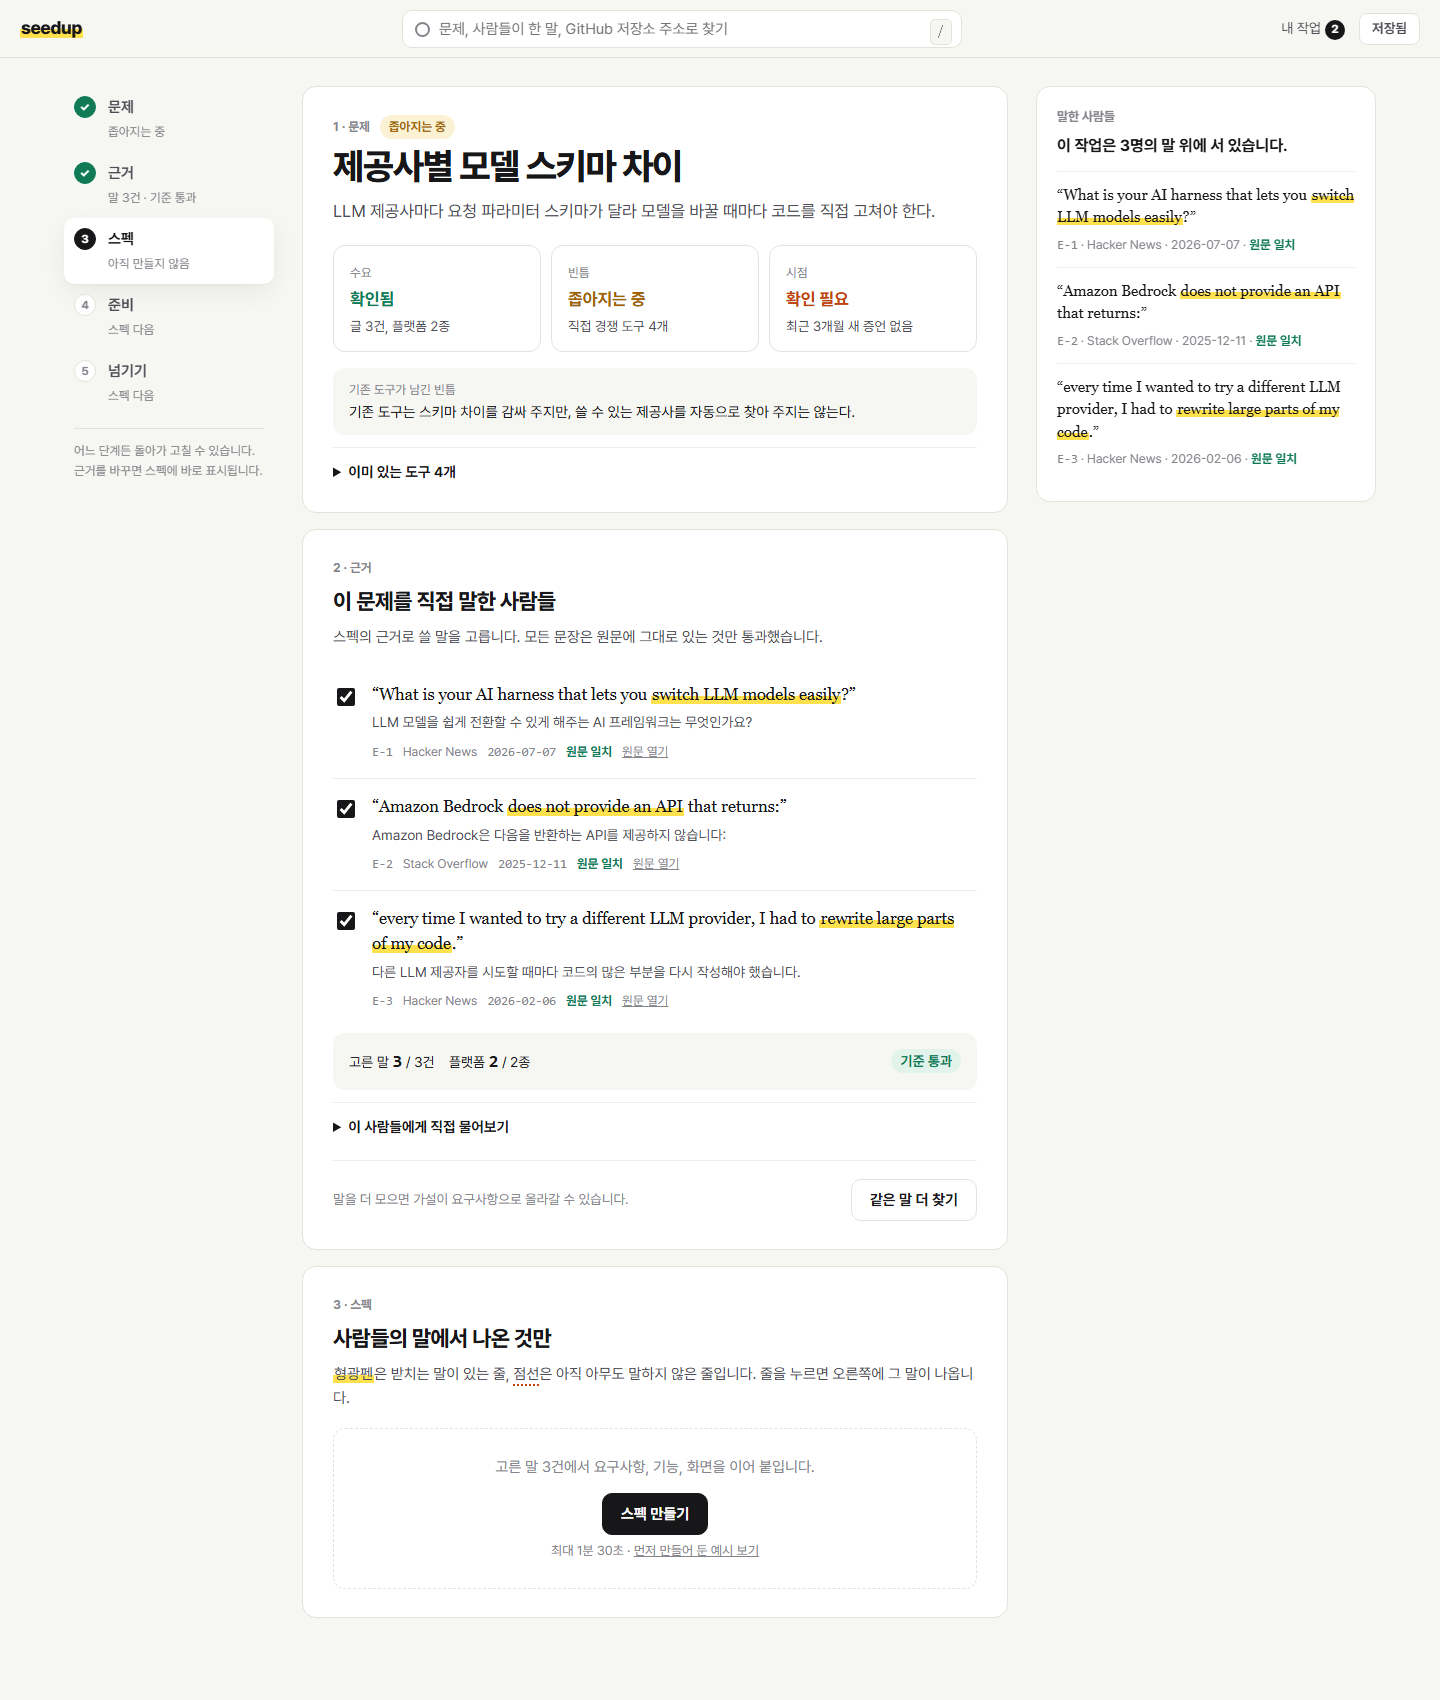 seedup
문제, 사람들이 한 말, GitHub 저장소 주소로 찾기
/
내 작업 2
저장됨
문제
좁아지는 중
근거
말 3건 · 기준 통과
3 스펙
아직 만들지 않음
4 준비
스펙 다음
5 넘기기
스펙 다음
어느 단계든 돌아가 고칠 수 있습니다.
근거를 바꾸면 스펙에 바로 표시됩니다.
1 · 문제 좁아지는 중
제공사별 모델 스키마 차이
LLM 제공사마다 요청 파라미터 스키마가 달라 모델을 바꿀 때마다 코드를 직접 고쳐야 한다.
수요
확인됨
글 3건, 플랫폼 2종
빈틈
좁아지는 중
직접 경쟁 도구 4개
시점
확인 필요
최근 3개월 새 증언 없음
기존 도구가 남긴 빈틈
기존 도구는 스키마 차이를 감싸 주지만, 쓸 수 있는 제공사를 자동으로 찾아 주지는 않는다.
▶ 이미 있는 도구 4개
2 · 근거
이 문제를 직접 말한 사람들
스펙의 근거로 쓸 말을 고릅니다. 모든 문장은 원문에 그대로 있는 것만 통과했습니다.
“What is your AI harness that lets you switch LLM models easily?”
LLM 모델을 쉽게 전환할 수 있게 해주는 AI 프레임워크는 무엇인가요?
E-1 Hacker News 2026-07-07 원문 일치 원문 열기
“Amazon Bedrock does not provide an API that returns:”
Amazon Bedrock은 다음을 반환하는 API를 제공하지 않습니다:
E-2 Stack Overflow 2025-12-11 원문 일치 원문 열기
“every time I wanted to try a different LLM provider, I had to rewrite large parts
of my code.”
다른 LLM 제공자를 시도할 때마다 코드의 많은 부분을 다시 작성해야 했습니다.
E-3 Hacker News 2026-02-06 원문 일치 원문 열기
고른 말 3 / 3건 플랫폼 2 / 2종
기준 통과
▶ 이 사람들에게 직접 물어보기
말을 더 모으면 가설이 요구사항으로 올라갈 수 있습니다.
같은 말 더 찾기
3 · 스펙
사람들의 말에서 나온 것만
형광펜은 받치는 말이 있는 줄, 점선은 아직 아무도 말하지 않은 줄입니다. 줄을 누르면 오른쪽에 그 말이 나옵니
다.
고른 말 3건에서 요구사항, 기능, 화면을 이어 붙입니다.
스펙 만들기
최대 1분 30초 · 먼저 만들어 둔 예시 보기
말한 사람들
이 작업은 3명의 말 위에 서 있습니다.
“What is your AI harness that lets you switch
LLM models easily?”
E-1 · Hacker News · 2026-07-07 · 원문 일치
“Amazon Bedrock does not provide an API
that returns:”
E-2 · Stack Overflow · 2025-12-11 · 원문 일치
“every time I wanted to try a different LLM
provider, I had to rewrite large parts of my
code.”
E-3 · Hacker News · 2026-02-06 · 원문 일치